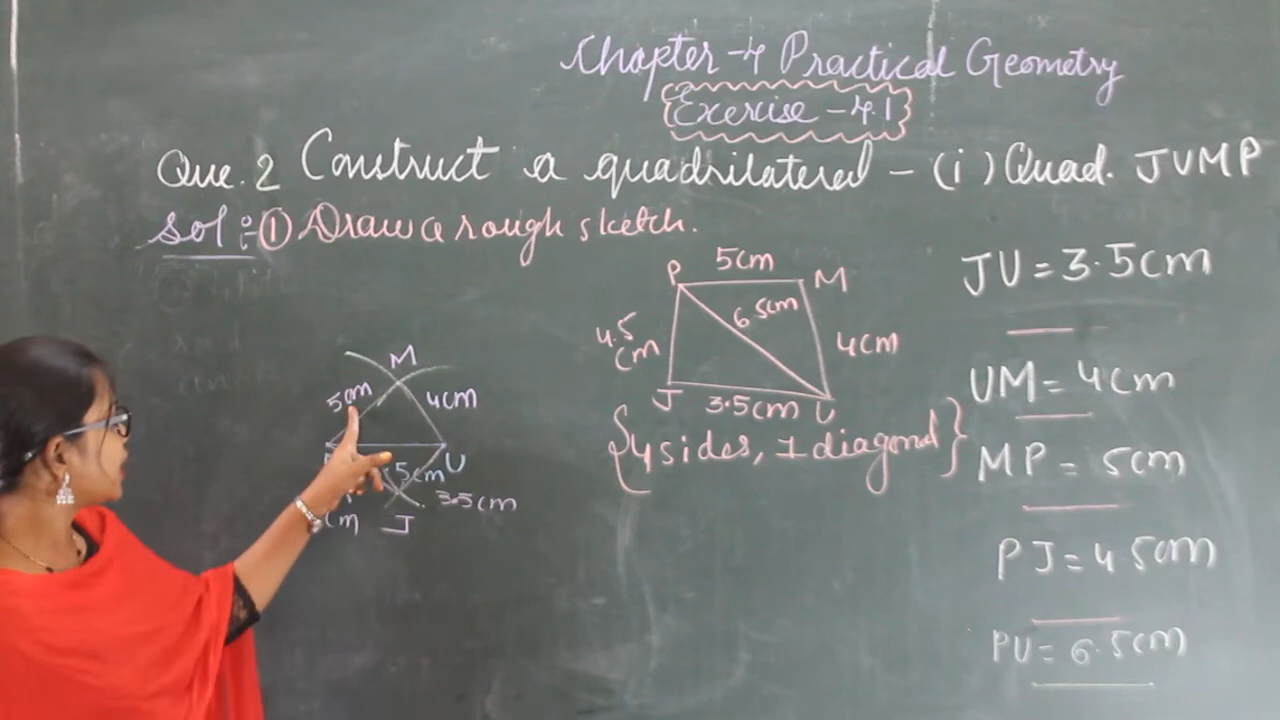 Chapter-4 Practical Geometry
Exercise-4.1
Que. 2 Construct a quadrilateral - (i) Quad. JUMP
Sol:- ① Draw a rough sketch.
P 5cm M
4.5 cm
6 5cm
4cm
J 3.5cm U
{4 sides, 1 diagonal}
JU = 3.5cm
UM = 4cm
MP = 5cm
PJ = 4 5cm
PU = 6.5cm
M
5cm
4cm
5cm U
3.5cm
cm J